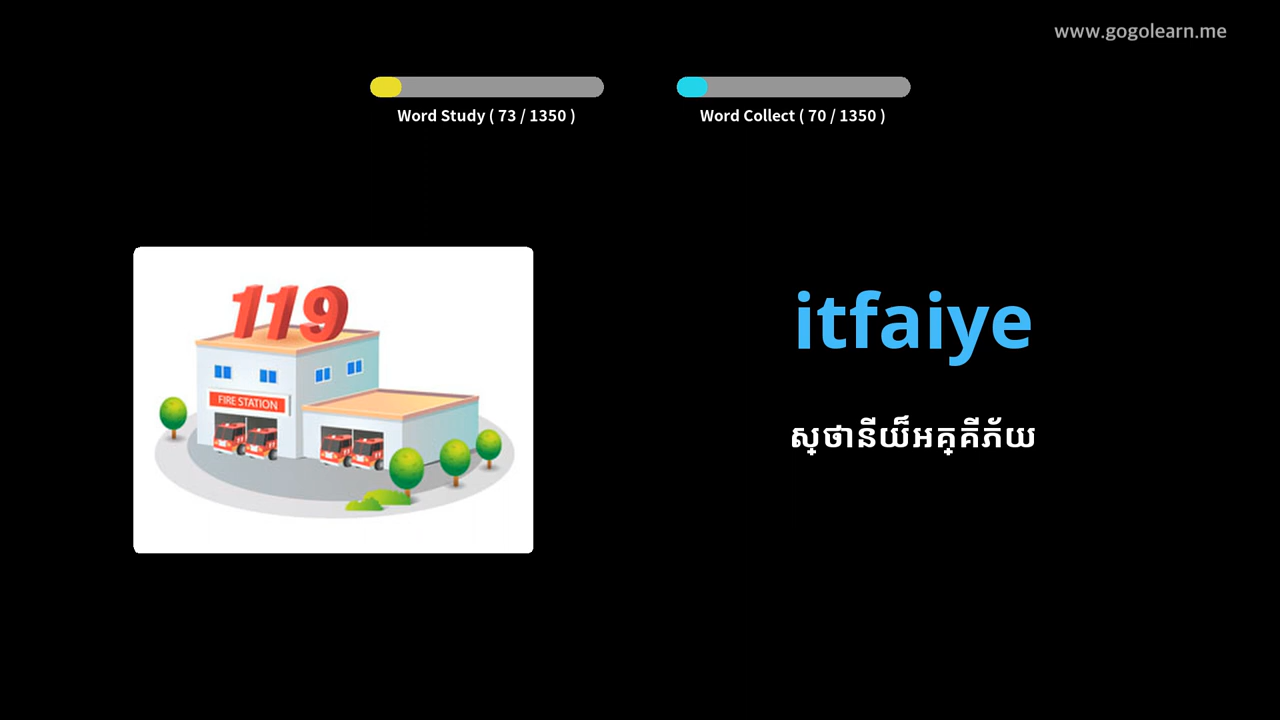 www.gogolearn.me
Word Study ( 73 / 1350 )
Word Collect ( 70 / 1350 )
119
FIRE STATION
itfaiye
ស្ថានីយ៏អគ្គីភ័យ